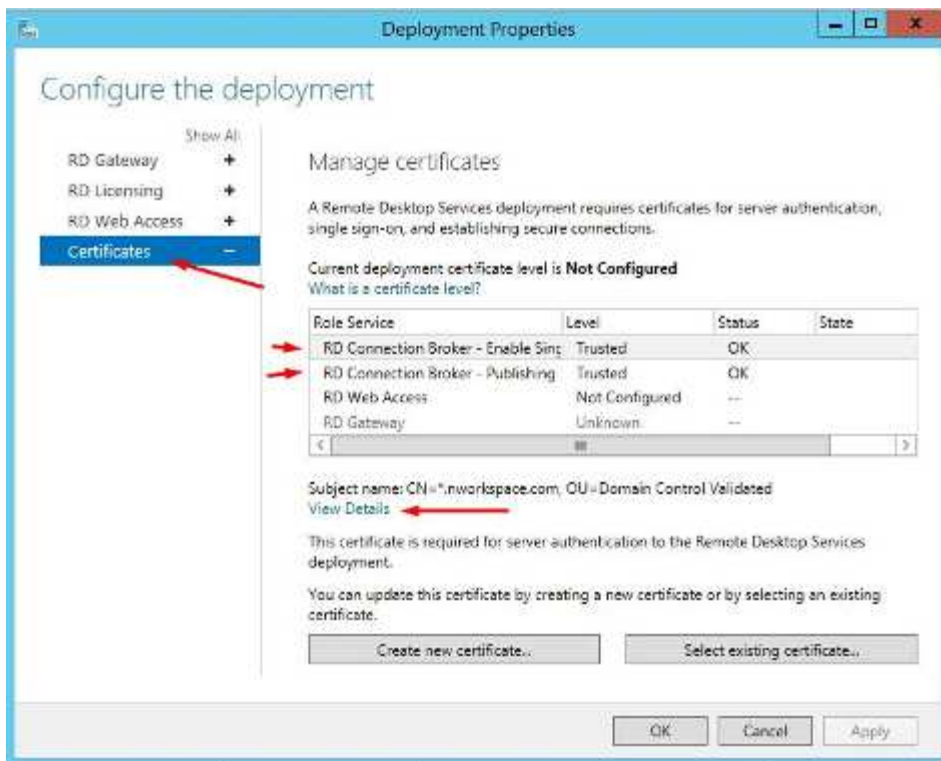 Deployment Properties
Configure the deployment
Show All
RD Gateway +
RD Licensing +
RD Web Access +
Certificates –
Manage certificates
A Remote Desktop Services deployment requires certificates for server authentication,
single sign-on, and establishing secure connections.
Current deployment certificate level is Not Configured
What is a certificate level?
Role Service Level Status State
RD Connection Broker - Enable Sing Trusted OK
RD Connection Broker - Publishing Trusted OK
RD Web Access Not Configured --
RD Gateway Unknown --
Subject name: CN=*.nworkspace.com, OU=Domain Control Validated
View Details
This certificate is required for server authentication to the Remote Desktop Services
deployment.
You can update this certificate by creating a new certificate or by selecting an existing
certificate.
Create new certificate... Select existing certificate...
OK Cancel Apply